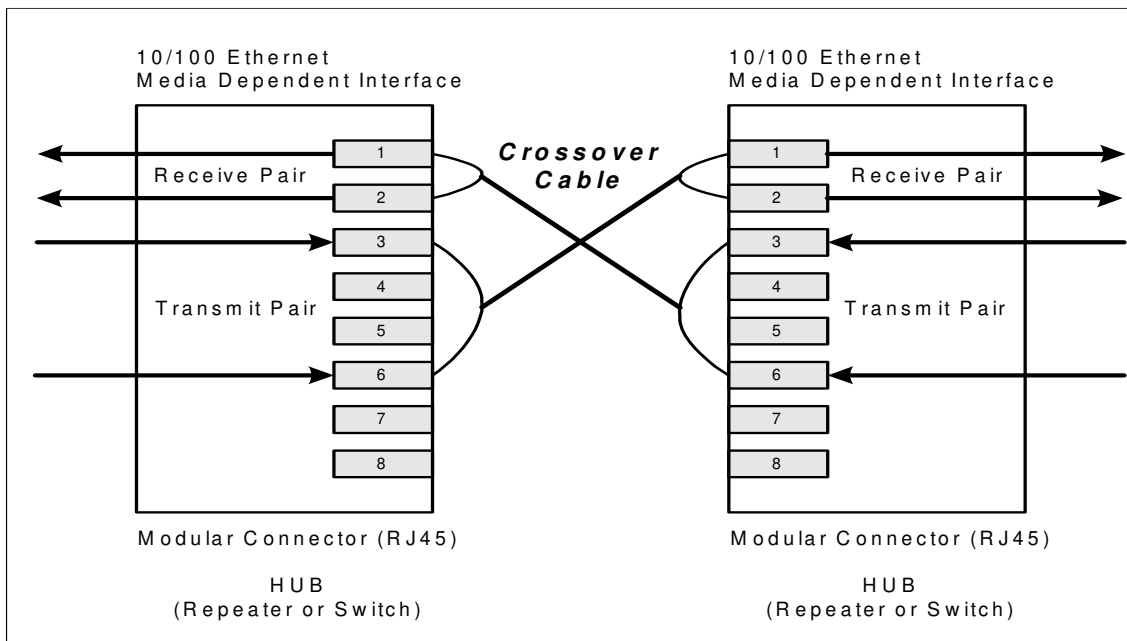 10/100 Ethernet
Media Dependent Interface
1
Receive Pair
2
3
4
Transmit Pair
5
6
7
8
Modular Connector (RJ45)
HUB
(Repeater or Switch)
Crossover
Cable
10/100 Ethernet
Media Dependent Interface
1
Receive Pair
2
3
4
Transmit Pair
5
6
7
8
Modular Connector (RJ45)
HUB
(Repeater or Switch)